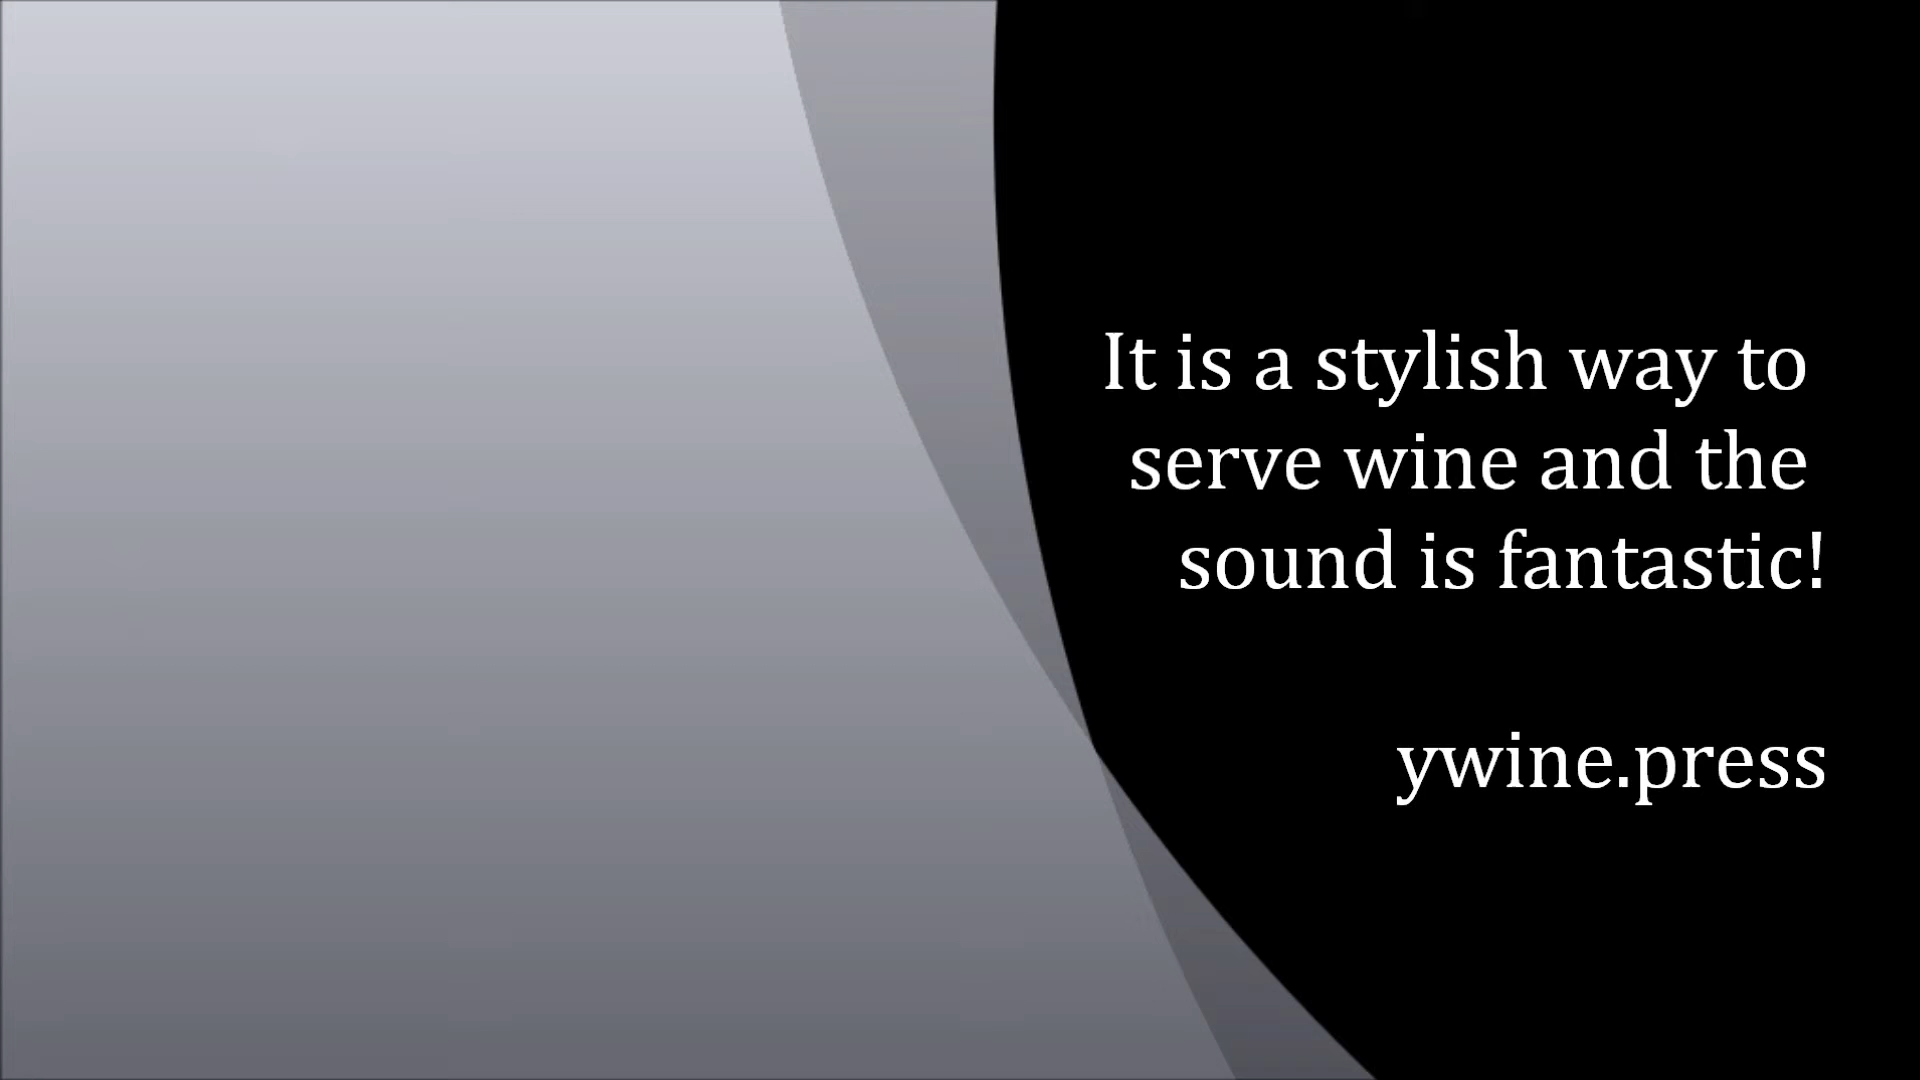 It is a stylish way to
serve wine and the
sound is fantastic!
ywine.press